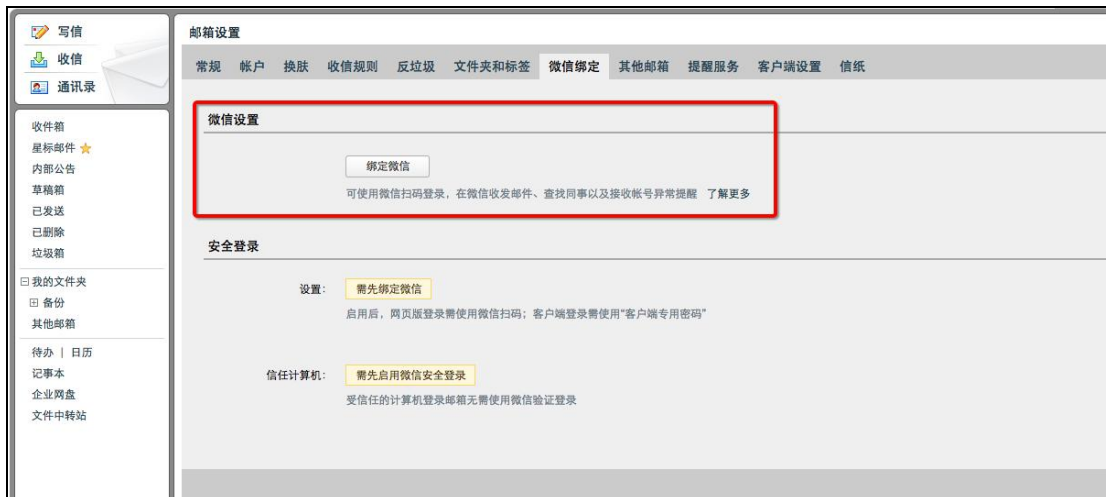 写信
收信
通讯录
收件箱
星标邮件
内部公告
草稿箱
已发送
已删除
垃圾箱
我的文件夹
备份
其他邮箱
待办 | 日历
记事本
企业网盘
文件中转站
邮箱设置
常规 帐户 换肤 收信规则 反垃圾 文件夹和标签 微信绑定 其他邮箱 提醒服务 客户端设置 信纸
微信设置
绑定微信
可使用微信扫码登录，在微信收发邮件、查找同事以及接收帐号异常提醒 了解更多
安全登录
设置： 需先绑定微信
启用后，网页版登录需使用微信扫码；客户端登录需使用“客户端专用密码”
信任计算机： 需先启用微信安全登录
受信任的计算机登录邮箱无需使用微信验证登录